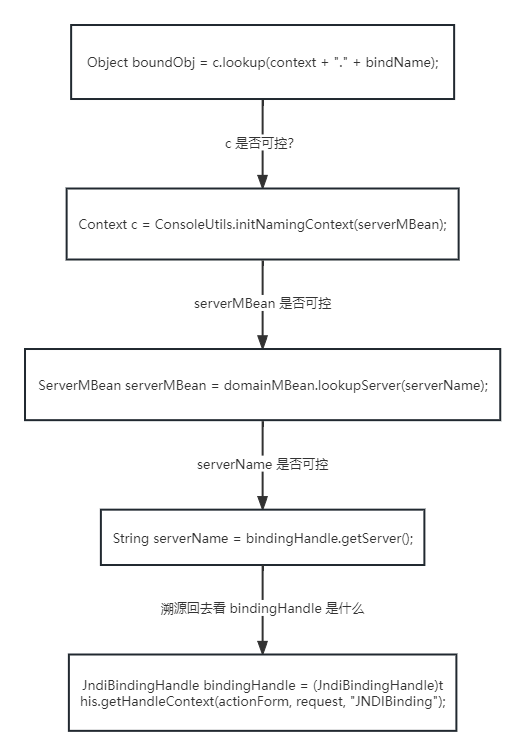 Object boundObj = c.lookup(context + "." + bindName);
c 是否可控?
Context c = ConsoleUtils.initNamingContext(serverMBean);
serverMBean 是否可控
ServerMBean serverMBean = domainMBean.lookupServer(serverName);
serverName 是否可控
String serverName = bindingHandle.getServer();
溯源回去看 bindingHandle 是什么
JndiBindingHandle bindingHandle = (JndiBindingHandle)t
his.getHandleContext(actionForm, request, "JNDIBinding");